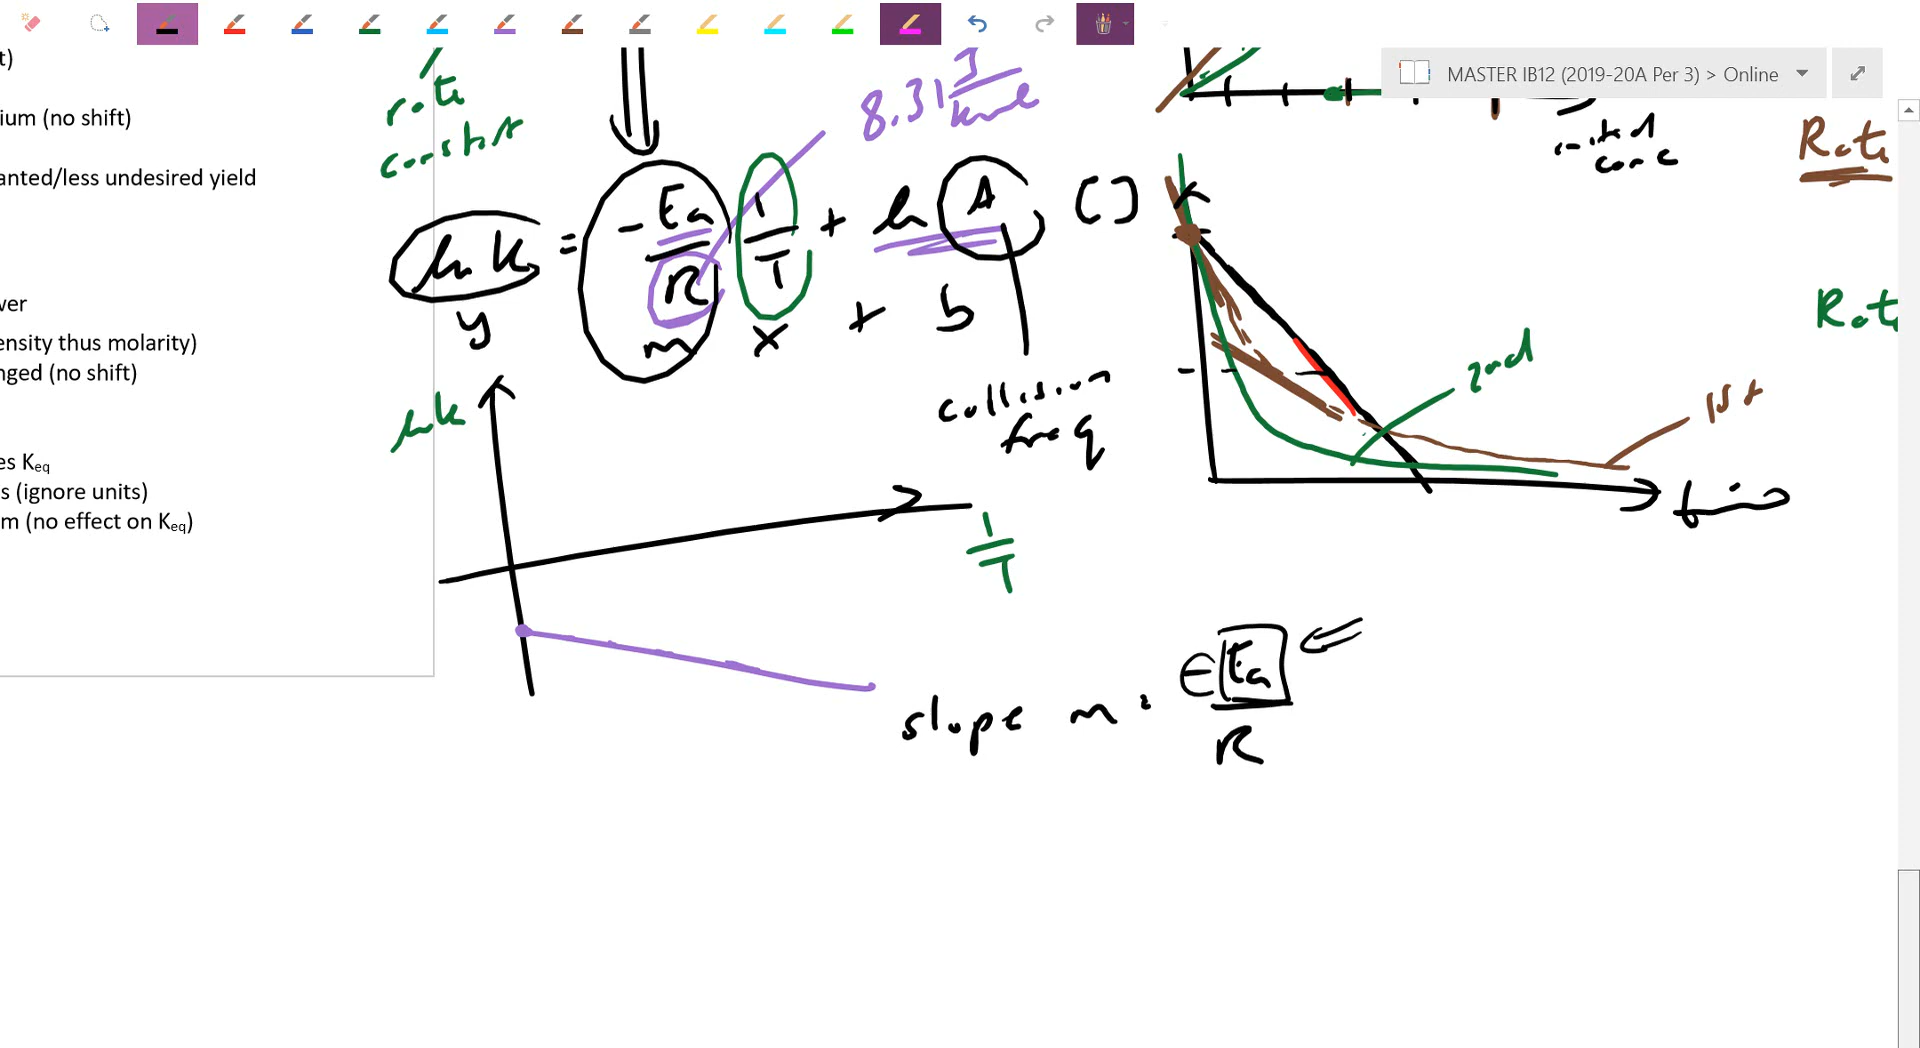 MASTER IB12 (2019-20A Per 3) > Online
t)
ium (no shift)
anted/less undesired yield
ver
ensity thus molarity)
nged (no shift)
es Keq
s (ignore units)
m (no effect on Keq)
rate
constant
8.31 J/kmol
ln k = -Ea/R 1/T + ln A
y m x + b
collision
freq
ln k
1/T
slope m = -Ea/R
initial
conc
Rate
[ ]
Rate
2nd
1st
time